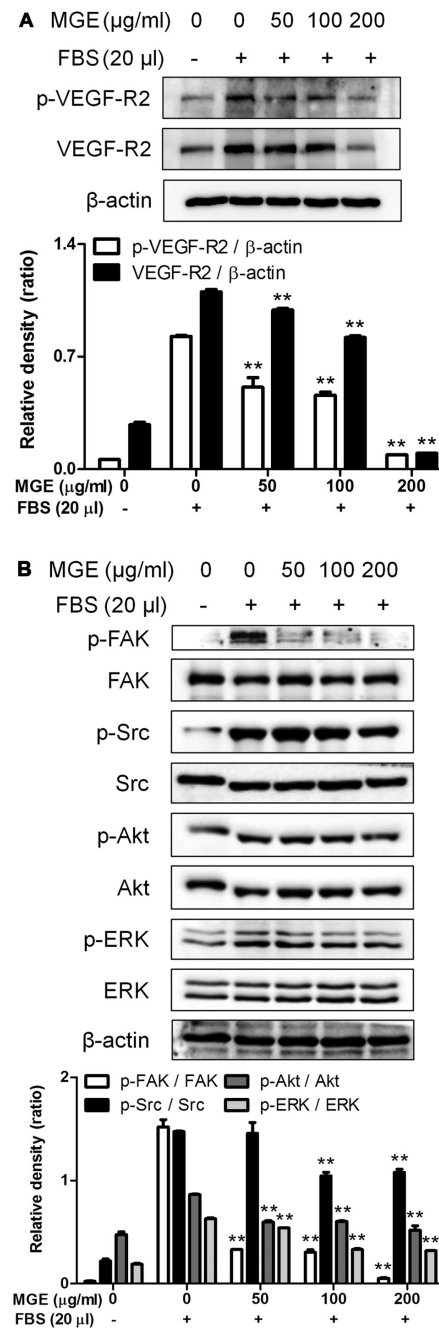 A
MGE (µg/ml) 0 0 50 100 200
FBS (20 µl) - + + + +
p-VEGF-R2
VEGF-R2
β-actin
Relative density (ratio)
1.4
0.7
0.0
p-VEGF-R2 / β-actin
VEGF-R2 / β-actin
** ** ** ** ** **
MGE (µg/ml) 0 0 50 100 200
FBS (20 µl) - + + + +
B
MGE (µg/ml) 0 0 50 100 200
FBS (20 µl) - + + + +
p-FAK
FAK
p-Src
Src
p-Akt
Akt
p-ERK
ERK
β-actin
Relative density (ratio)
2
1
0
p-FAK / FAK p-Akt / Akt
p-Src / Src p-ERK / ERK
** ** ** ** ** ** ** ** ** ** **
MGE (µg/ml) 0 0 50 100 200
FBS (20 µl) - + + + +